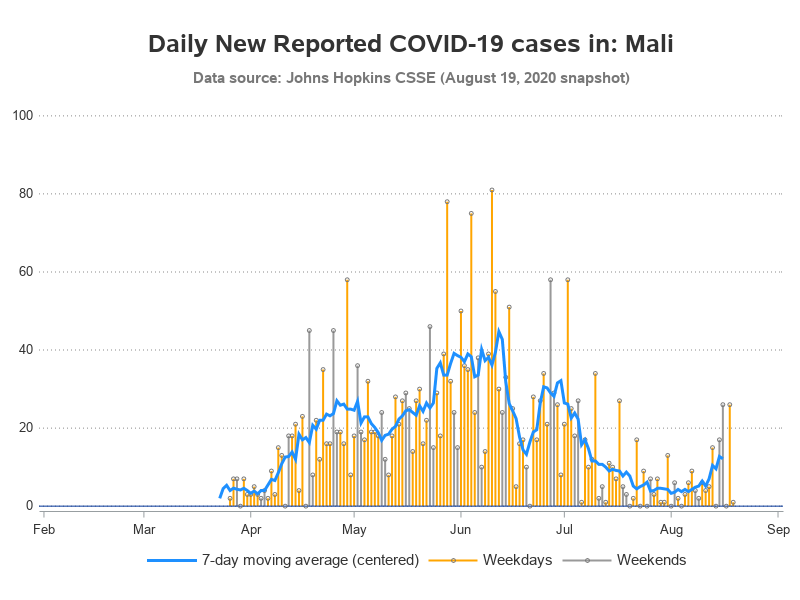 Daily New Reported COVID-19 cases in: Mali
Data source: Johns Hopkins CSSE (August 19, 2020 snapshot)
100
80
60
40
20
0
Feb Mar Apr May Jun Jul Aug Sep
7-day moving average (centered) Weekdays Weekends